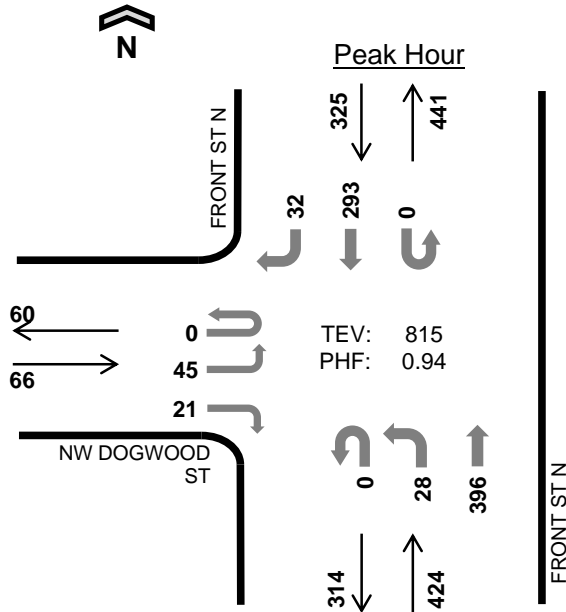 N
Peak Hour
325
441
FRONT ST N
32
293
0
60
0
TEV: 815
66
45
PHF: 0.94
21
NW DOGWOOD
ST
0
28
396
FRONT ST N
314
424